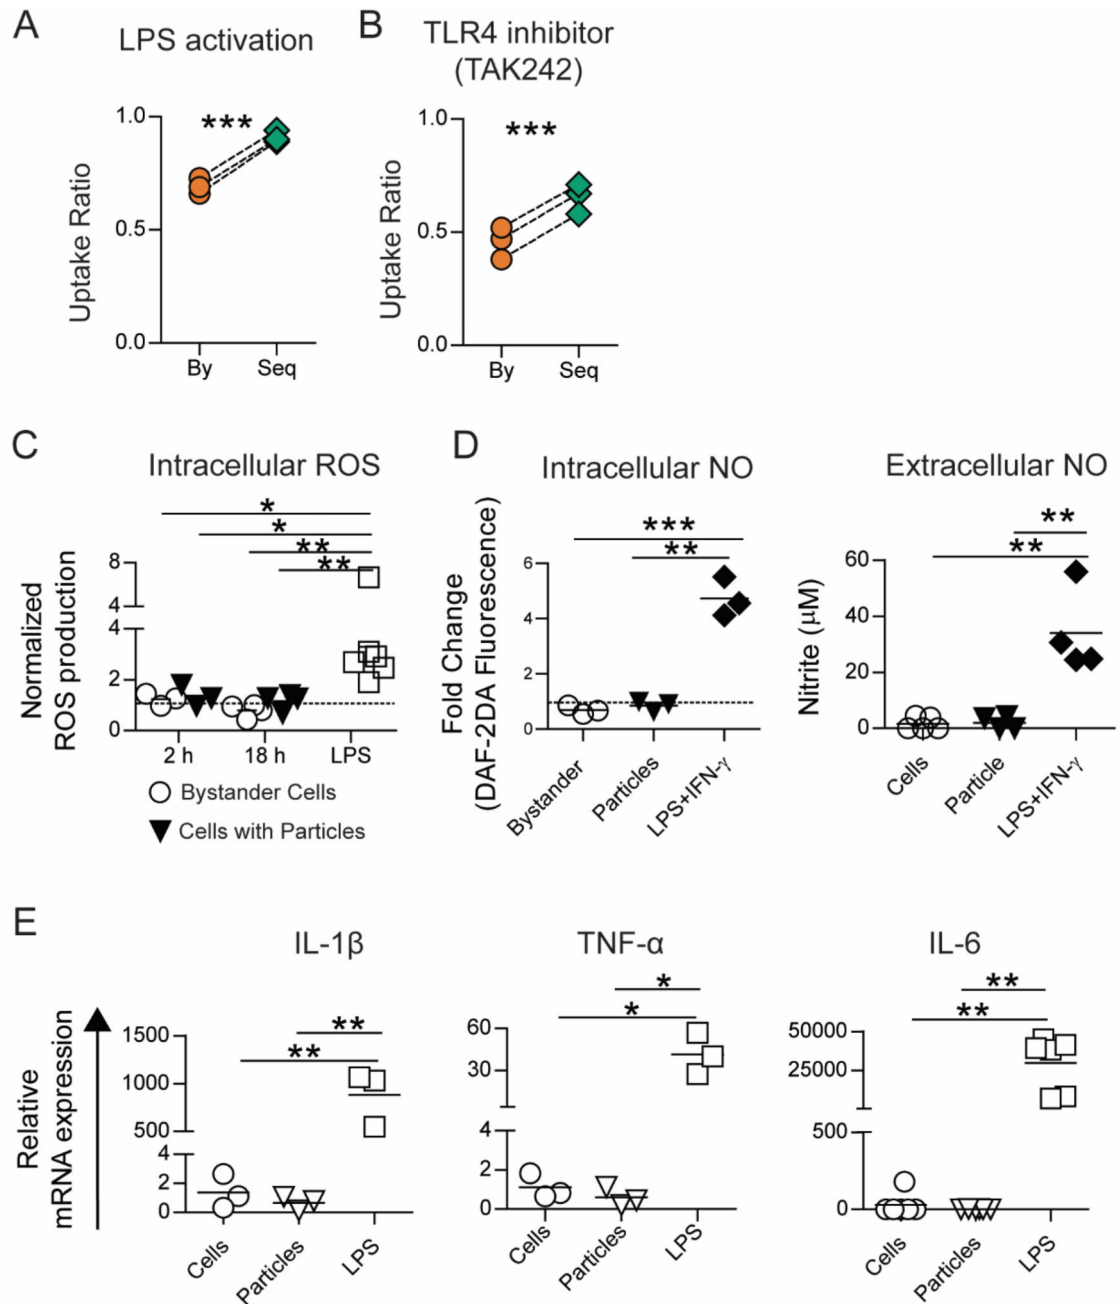 A
LPS activation
***
Uptake Ratio
1.0
0.5
0.0
By Seq
B
TLR4 inhibitor
(TAK242)
***
Uptake Ratio
1.0
0.5
0.0
By Seq
C
Intracellular ROS
*
*
**
**
Normalized
ROS production
8
4
4
2
0
2 h 18 h LPS
Bystander Cells
Cells with Particles
D
Intracellular NO
***
**
Fold Change
(DAF-2DA Fluorescence)
6
4
2
0
Bystander
Particles
LPS+IFN-γ
Extracellular NO
**
**
Nitrite (μM)
60
40
20
0
Cells
Particle
LPS+IFN-γ
E
Relative
mRNA expression
IL-1β
**
**
1500
1000
500
4
2
0
Cells
Particles
LPS
TNF-α
*
*
60
30
4
2
0
Cells
Particles
LPS
IL-6
**
**
50000
25000
500
0
Cells
Particles
LPS